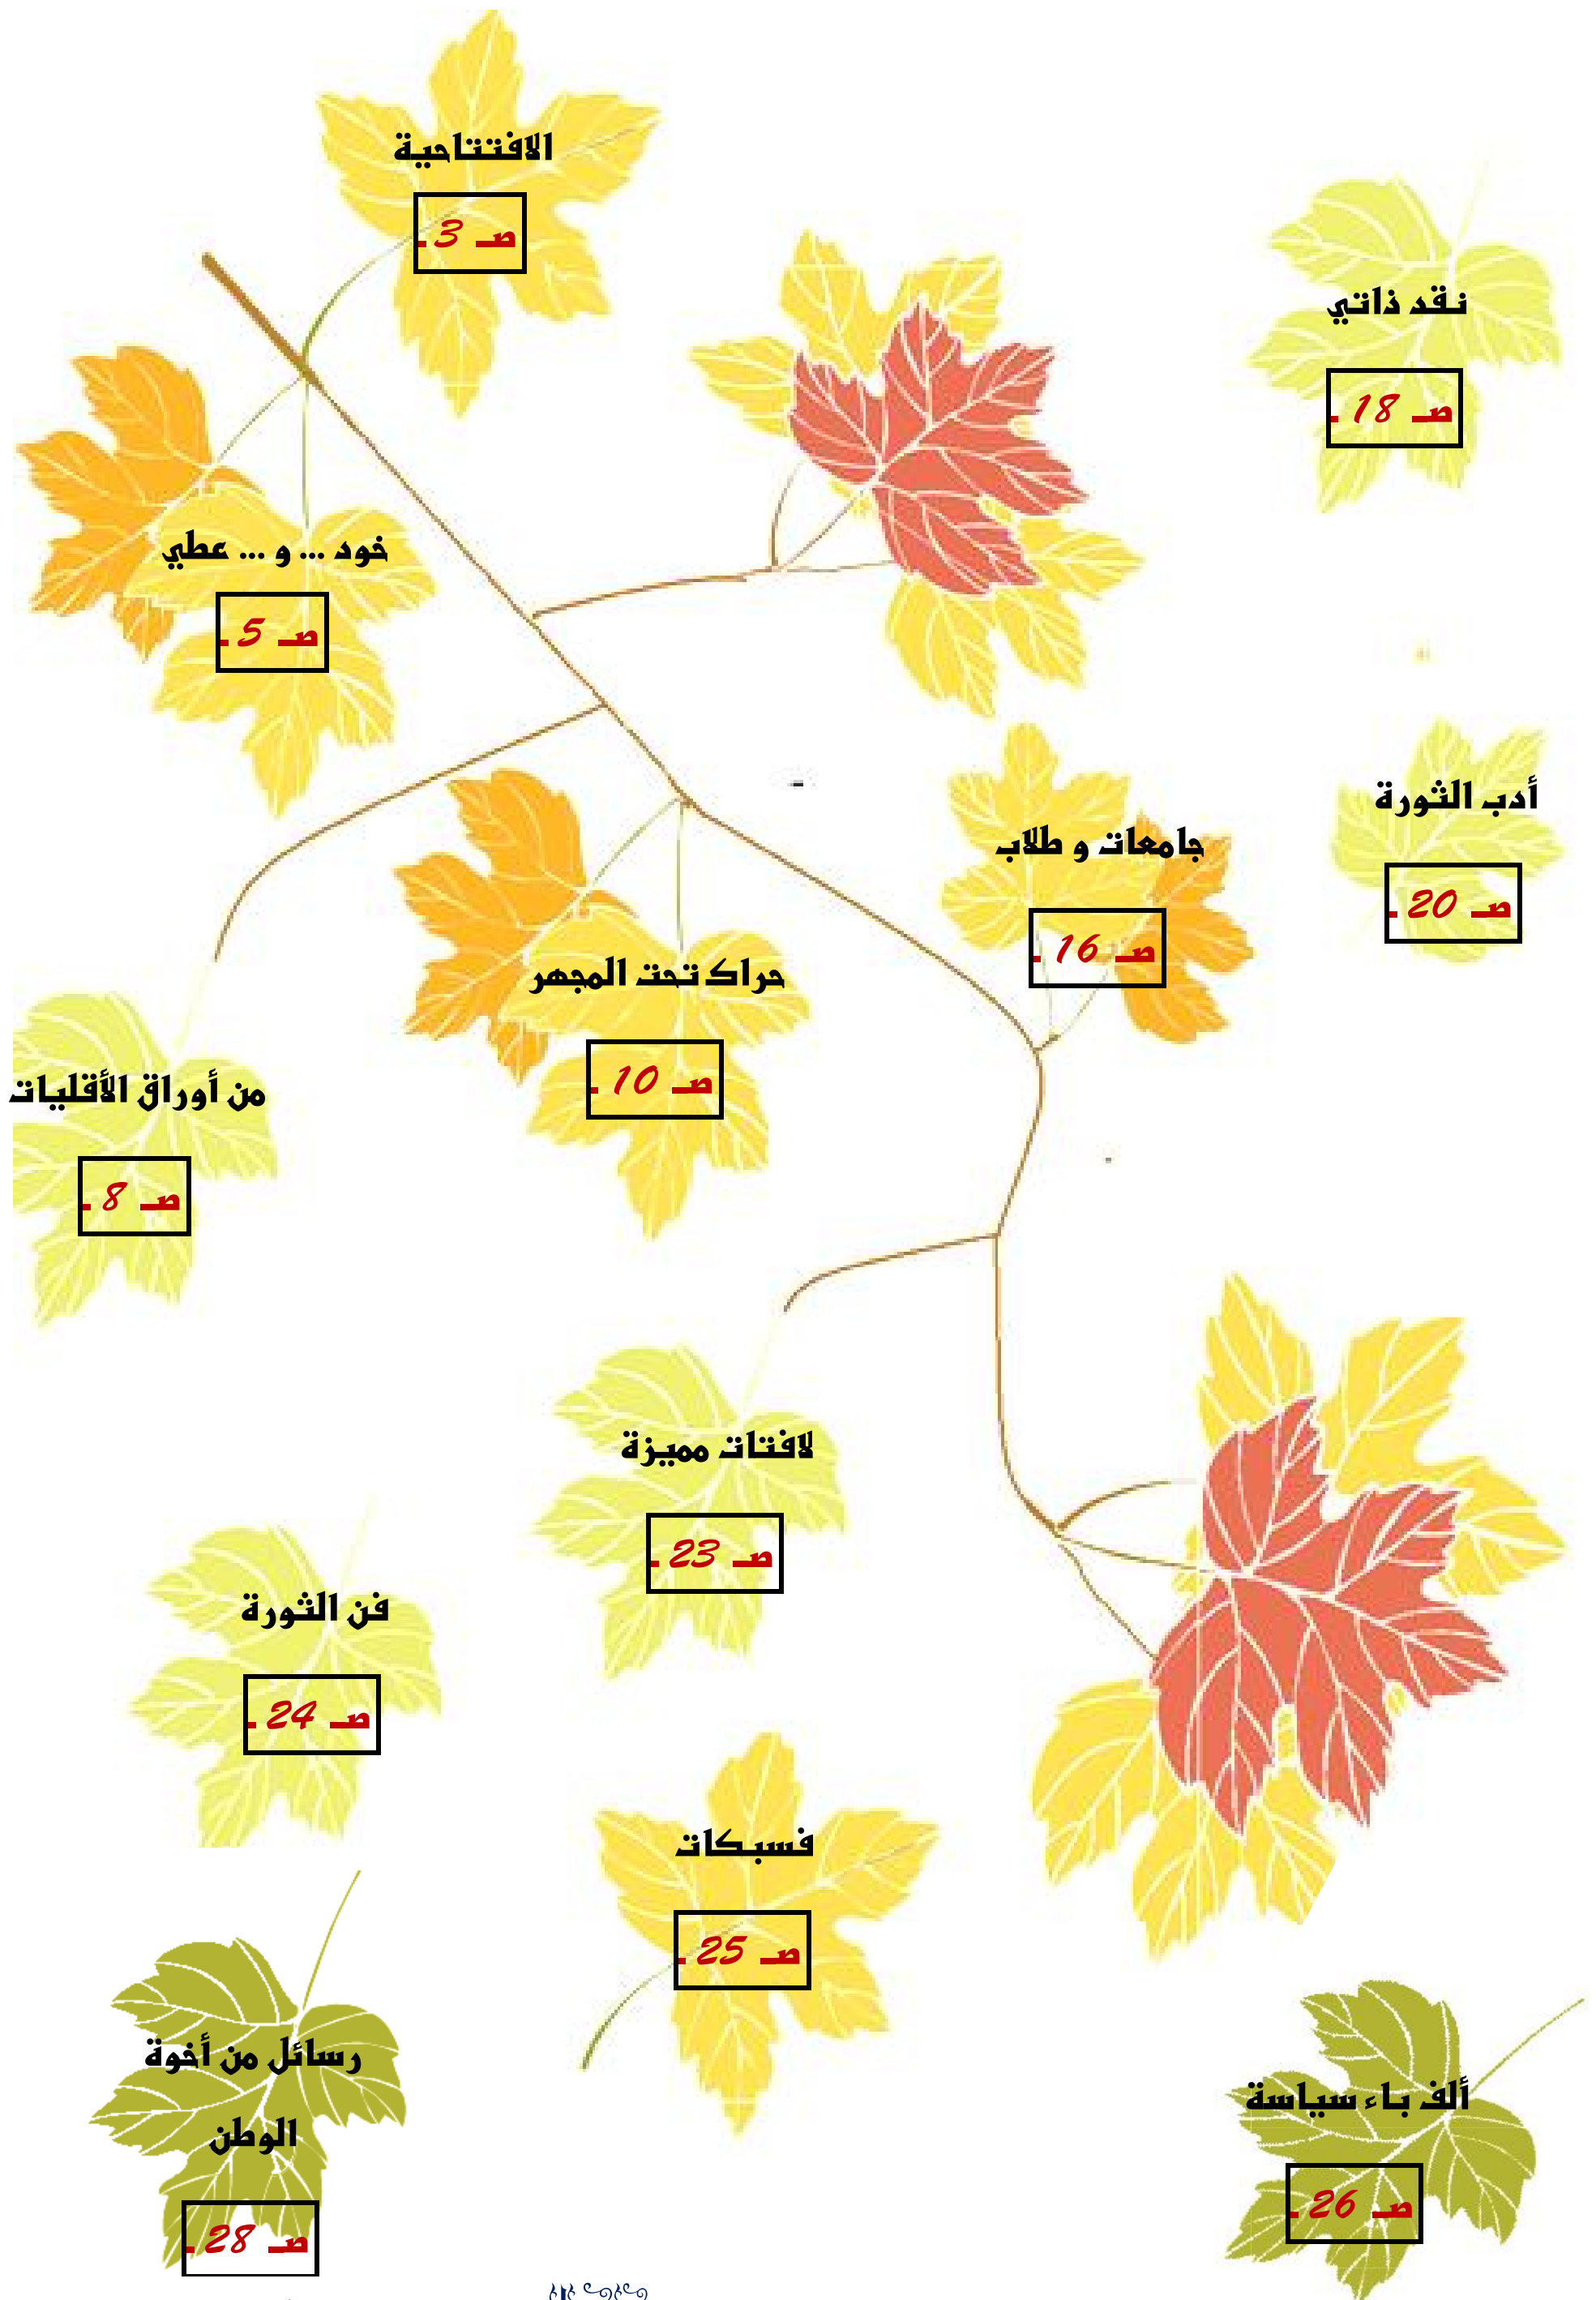 الافتتاحية
صـ 3 .
خود ... و ... عطي
صـ 5 .
من أوراق الأقليات
صـ 8 .
حراك تحت المجهر
صـ 10 .
جامعات و طلاب
صـ 16 .
نقد ذاتي
صـ 18 .
أدب الثورة
صـ 20 .
لافتات مميزة
صـ 23 .
فن الثورة
صـ 24 .
فسبكات
صـ 25 .
ألف باء سياسة
صـ 26 .
رسائل من أخوة
الوطن
صـ 28 .